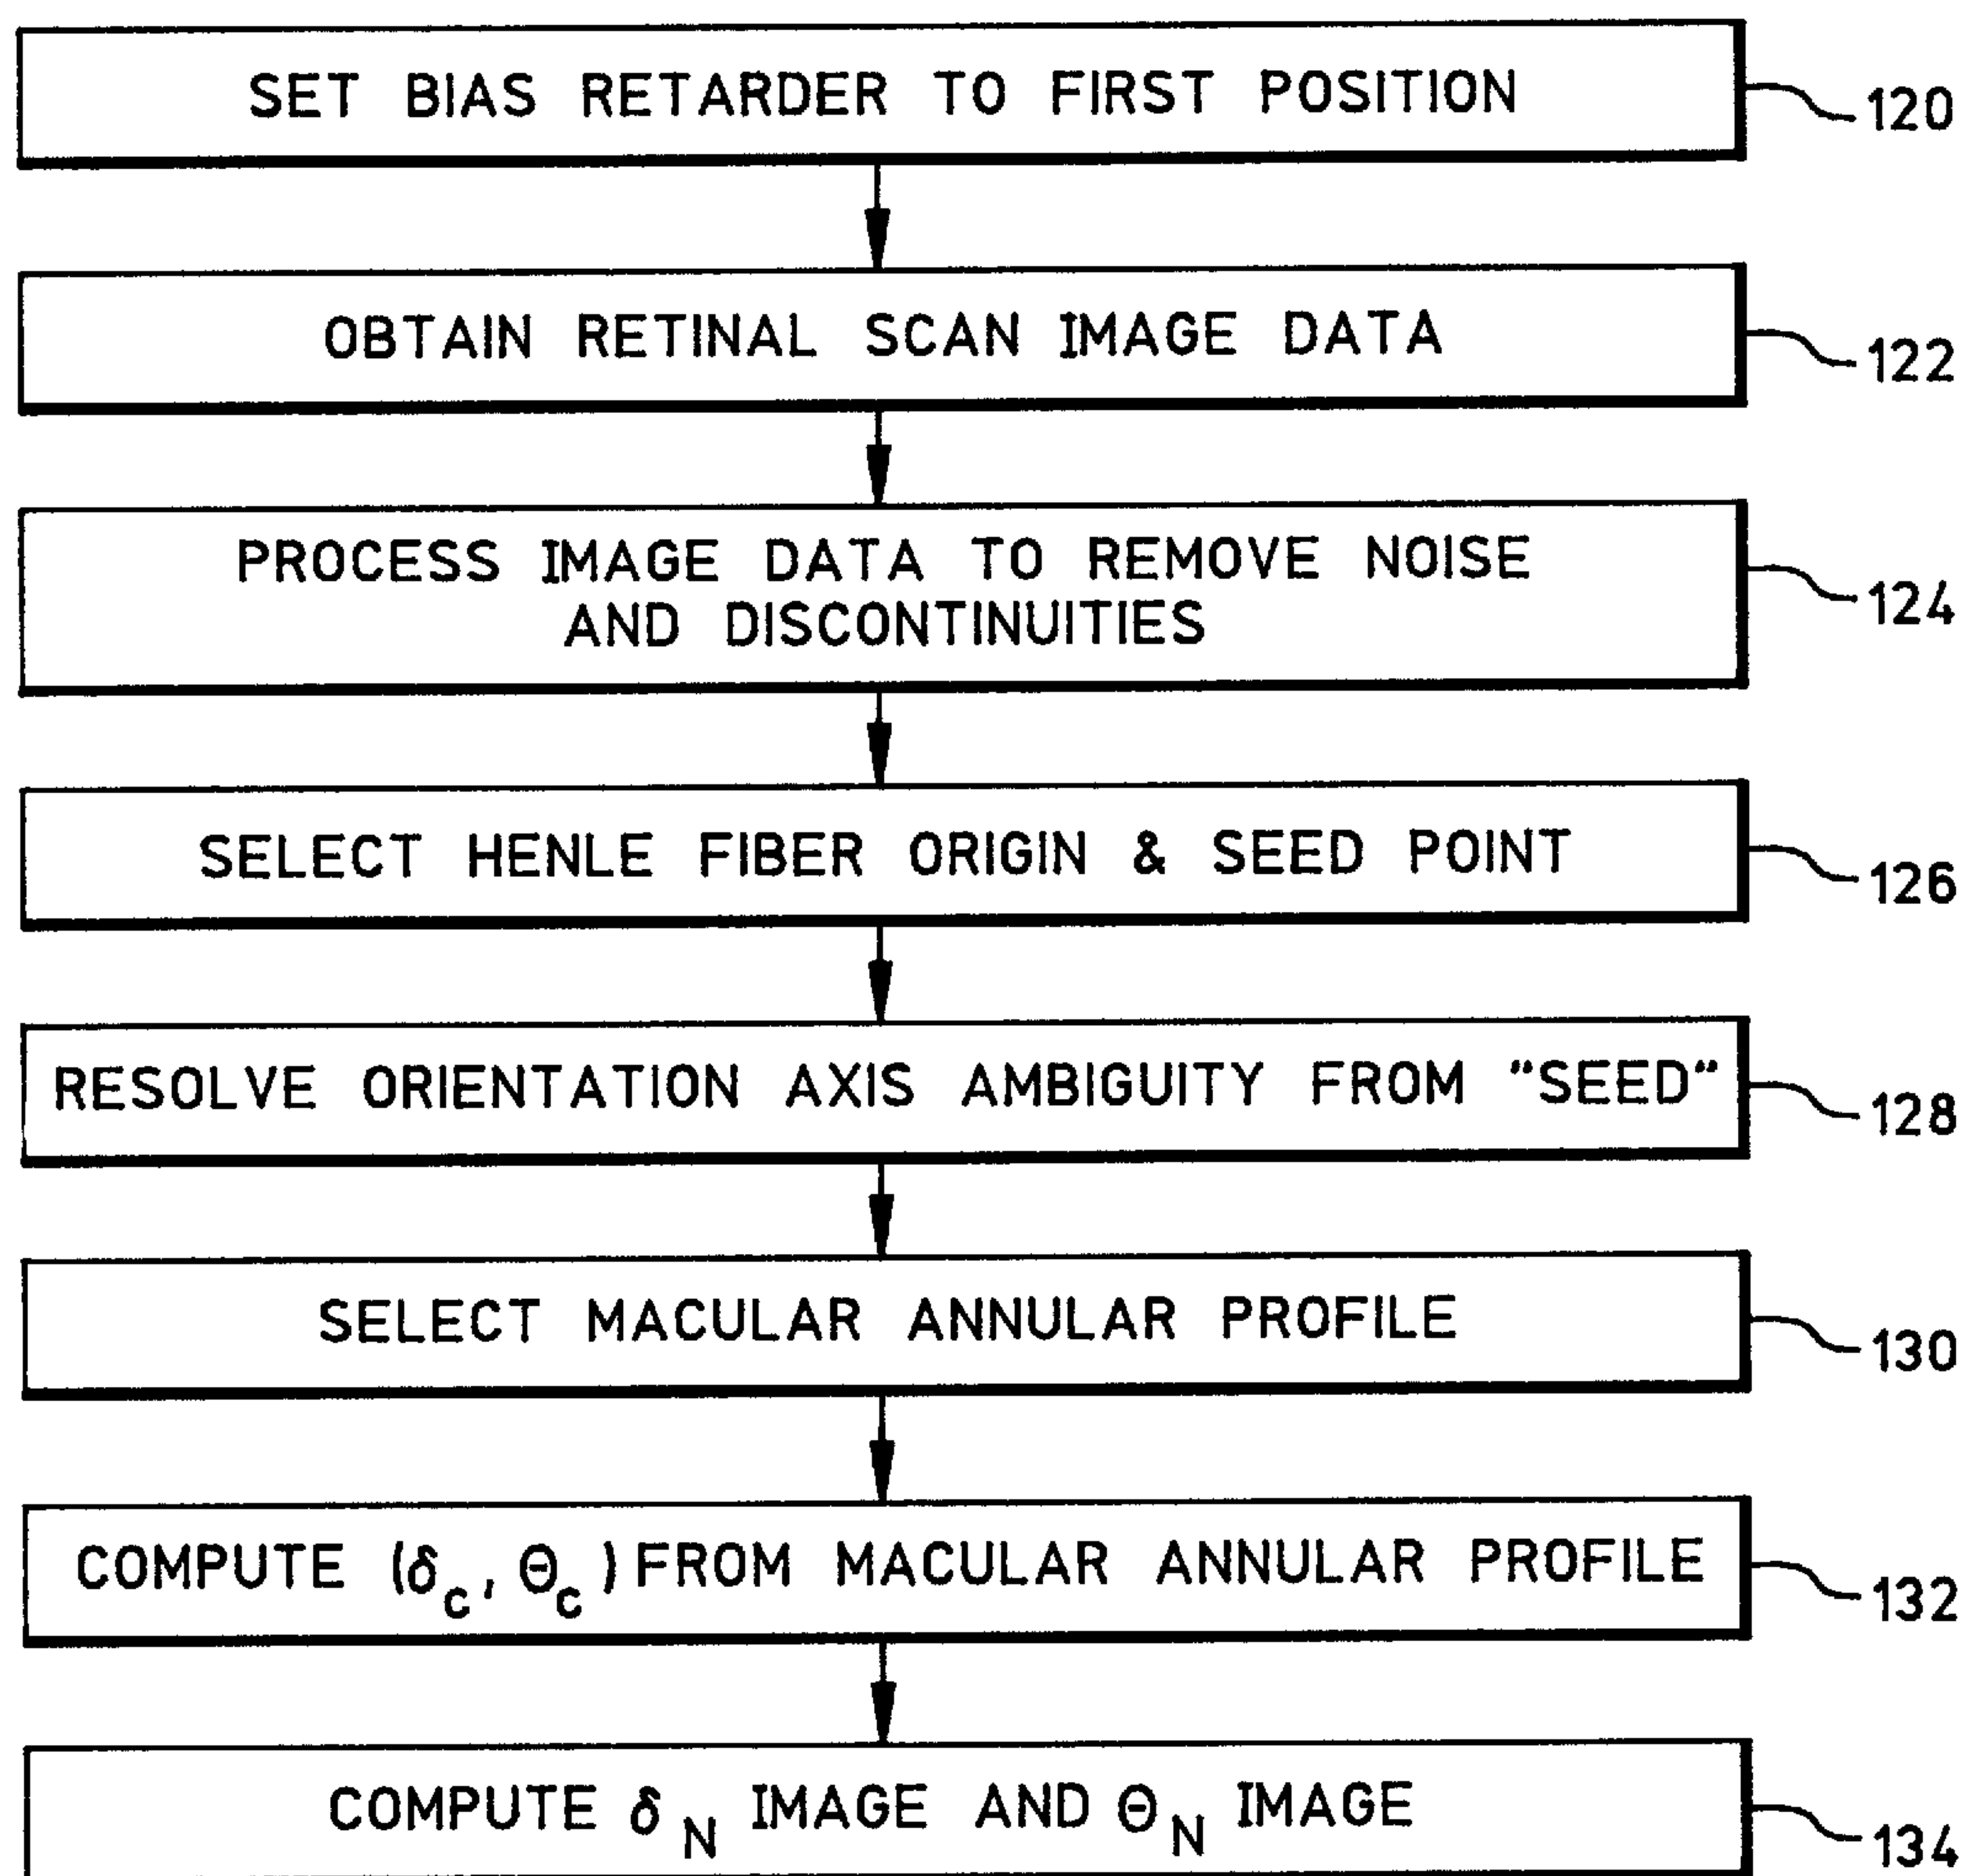 SET BIAS RETARDER TO FIRST POSITION
120
OBTAIN RETINAL SCAN IMAGE DATA
122
PROCESS IMAGE DATA TO REMOVE NOISE
AND DISCONTINUITIES
124
SELECT HENLE FIBER ORIGIN & SEED POINT
126
RESOLVE ORIENTATION AXIS AMBIGUITY FROM "SEED"
128
SELECT MACULAR ANNULAR PROFILE
130
COMPUTE (δc, Θc) FROM MACULAR ANNULAR PROFILE
132
COMPUTE δN IMAGE AND ΘN IMAGE
134